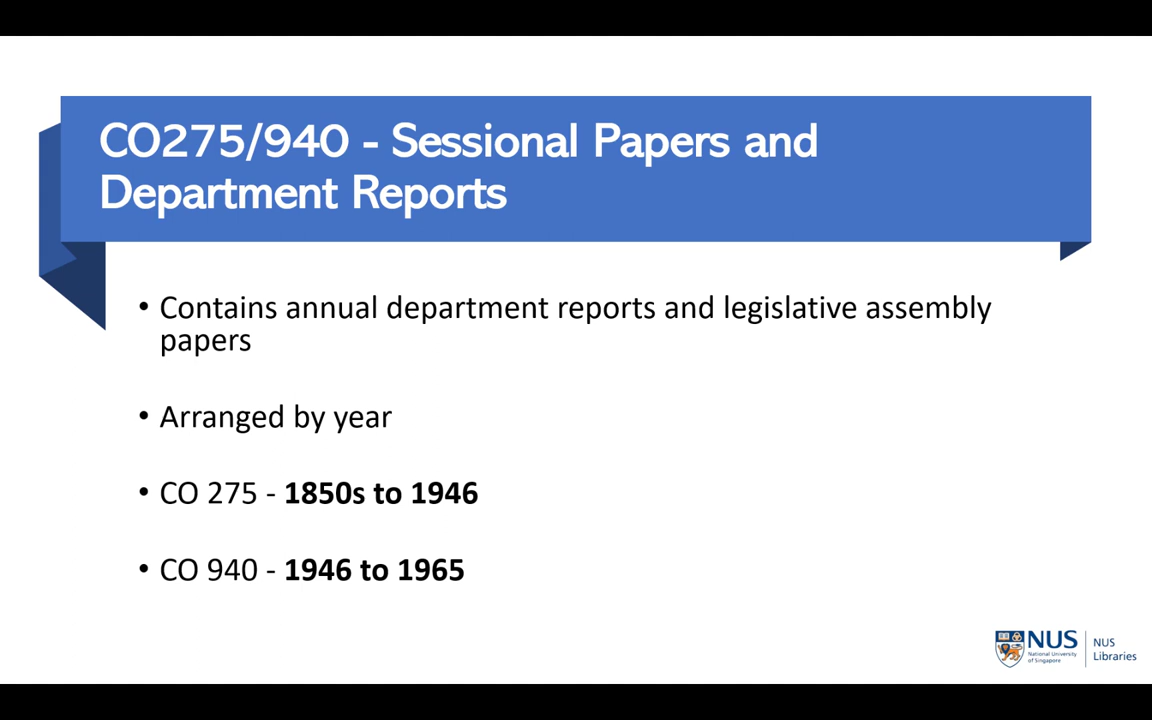 CO275/940 - Sessional Papers and
Department Reports
• Contains annual department reports and legislative assembly
papers
• Arranged by year
• CO 275 - 1850s to 1946
• CO 940 - 1946 to 1965
NUS
National University
of Singapore
NUS
Libraries